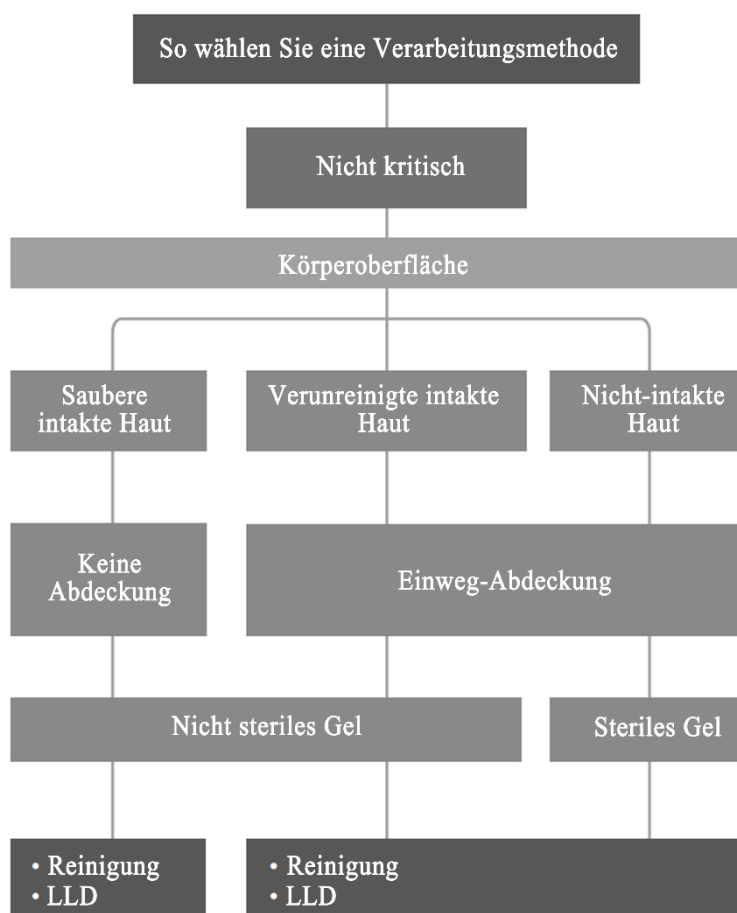 So wählen Sie eine Verarbeitungsmethode
Nicht kritisch
Körperoberfläche
Saubere
intakte Haut
Verunreinigte intakte
Haut
Nicht-intakte
Haut
Keine
Abdeckung
Einweg-Abdeckung
Nicht steriles Gel
Steriles Gel
• Reinigung
• LLD
• Reinigung
• LLD